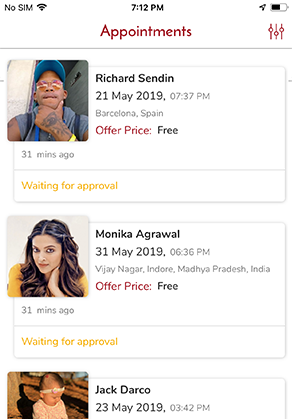 No SIM 7:12 PM
Appointments
Richard Sendin
21 May 2019, 07:37 PM
Barcelona, Spain
Offer Price: Free
31 mins ago
Waiting for approval
Monika Agrawal
31 May 2019, 06:36 PM
Vijay Nagar, Indore, Madhya Pradesh, India
Offer Price: Free
31 mins ago
Waiting for approval
Jack Darco
23 May 2019, 03:42 PM